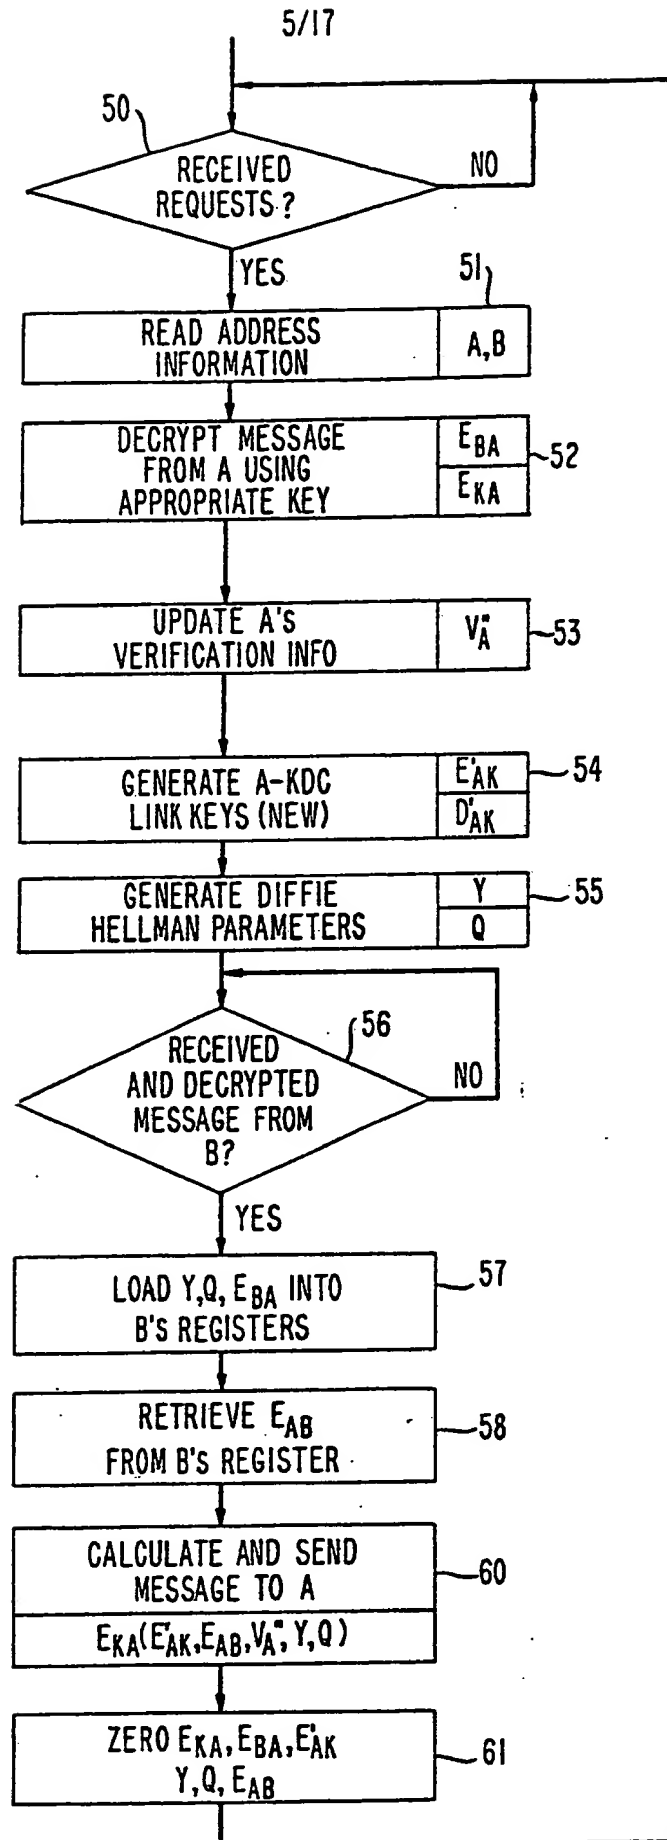 5/17
50
RECEIVED
REQUESTS?
NO
YES
51
READ ADDRESS
INFORMATION
A,B
DECRYPT MESSAGE
FROM A USING
APPROPRIATE KEY
E_BA
E_KA
52
UPDATE A'S
VERIFICATION INFO
V_A"
53
GENERATE A-KDC
LINK KEYS (NEW)
E'_AK
D'_AK
54
GENERATE DIFFIE
HELLMAN PARAMETERS
Y
Q
55
56
RECEIVED
AND DECRYPTED
MESSAGE FROM
B?
NO
YES
LOAD Y,Q, E_BA INTO
B's REGISTERS
57
RETRIEVE E_AB
FROM B's REGISTER
58
CALCULATE AND SEND
MESSAGE TO A
E_KA(E'_AK, E_AB, V_A", Y, Q)
60
ZERO E_KA, E_BA, E'_AK
Y, Q, E_AB
61